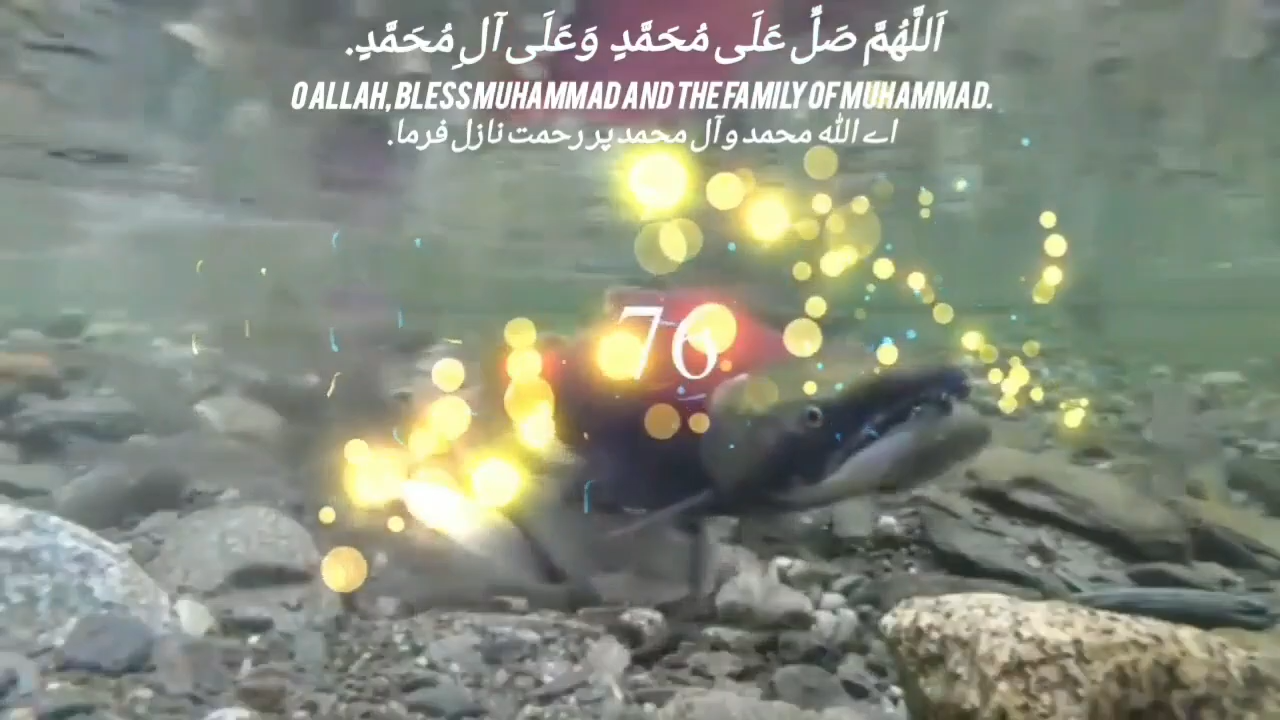 اَللَّهُمَّ صَلِّ عَلَى مُحَمَّدٍ وَعَلَى آلِ مُحَمَّدٍ.
O ALLAH, BLESS MUHAMMAD AND THE FAMILY OF MUHAMMAD.
اے اللہ محمد و آل محمد پر رحمت نازل فرما.
76